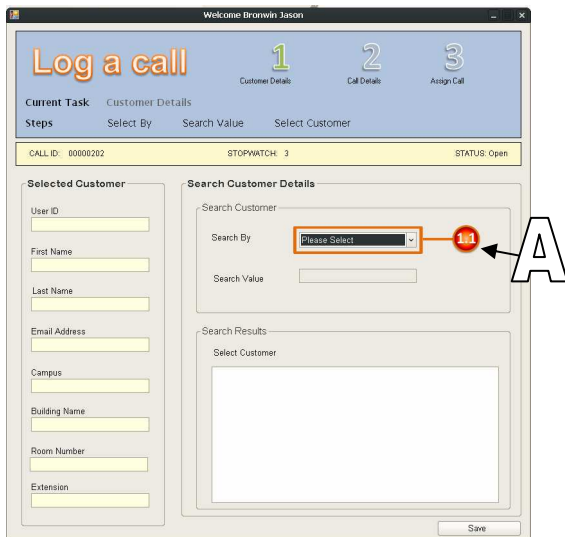 Welcome Bronwin Jason
Log a call
1 2 3
Customer Details Call Details Assign Call
Current Task Customer Details
Steps Select By Search Value Select Customer
CALL ID: 00000202 STOPWATCH: 3 STATUS: Open
Selected Customer
User ID
First Name
Last Name
Email Address
Campus
Building Name
Room Number
Extension
Search Customer Details
Search Customer
Search By Please Select 1.1
A
Search Value
Search Results
Select Customer
Save